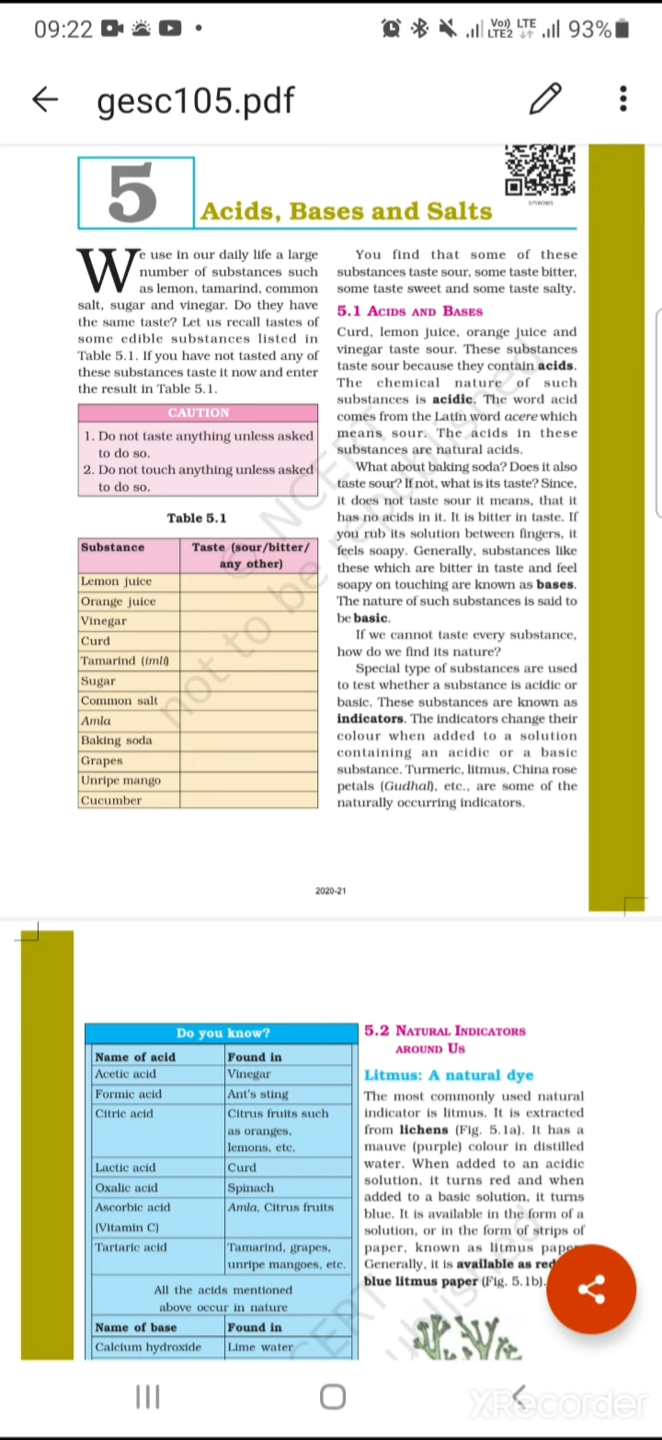 09:22
Vo)) LTE
LTE2
93%
gesc105.pdf
5
Acids, Bases and Salts
We use in our daily life a large
number of substances such
as lemon, tamarind, common
salt, sugar and vinegar. Do they have
the same taste? Let us recall tastes of
some edible substances listed in
Table 5.1. If you have not tasted any of
these substances taste it now and enter
the result in Table 5.1.
CAUTION
1. Do not taste anything unless asked
to do so.
2. Do not touch anything unless asked
to do so.
Table 5.1
Substance Taste (sour/bitter/
any other)
Lemon juice
Orange juice
Vinegar
Curd
Tamarind (Imli)
Sugar
Common salt
Amla
Baking soda
Grapes
Unripe mango
Cucumber
You find that some of these
substances taste sour, some taste bitter,
some taste sweet and some taste salty.
5.1 ACIDS AND BASES
Curd, lemon juice, orange juice and
vinegar taste sour. These substances
taste sour because they contain acids.
The chemical nature of such
substances is acidic. The word acid
comes from the Latin word acere which
means sour. The acids in these
substances are natural acids.
What about baking soda? Does it also
taste sour? If not, what is its taste? Since,
it does not taste sour it means, that it
has no acids in it. It is bitter in taste. If
you rub its solution between fingers, it
feels soapy. Generally, substances like
these which are bitter in taste and feel
soapy on touching are known as bases.
The nature of such substances is said to
be basic.
If we cannot taste every substance,
how do we find its nature?
Special type of substances are used
to test whether a substance is acidic or
basic. These substances are known as
indicators. The indicators change their
colour when added to a solution
containing an acidic or a basic
substance. Turmeric, litmus, China rose
petals (Gudhal), etc., are some of the
naturally occurring indicators.
© NCERT
not to be republished
2020-21
Do you know?
Name of acid Found in
Acetic acid Vinegar
Formic acid Ant's sting
Citric acid Citrus fruits such
as oranges,
lemons, etc.
Lactic acid Curd
Oxalic acid Spinach
Ascorbic acid Amla, Citrus fruits
(Vitamin C)
Tartaric acid Tamarind, grapes,
unripe mangoes, etc.
All the acids mentioned
above occur in nature
Name of base Found in
Calcium hydroxide Lime water
5.2 NATURAL INDICATORS
AROUND US
Litmus: A natural dye
The most commonly used natural
indicator is litmus. It is extracted
from lichens (Fig. 5.1a). It has a
mauve (purple) colour in distilled
water. When added to an acidic
solution, it turns red and when
added to a basic solution, it turns
blue. It is available in the form of a
solution, or in the form of strips of
paper, known as litmus
Generally, it is available as red
blue litmus paper (Fig. 5.1b).
XRecorder